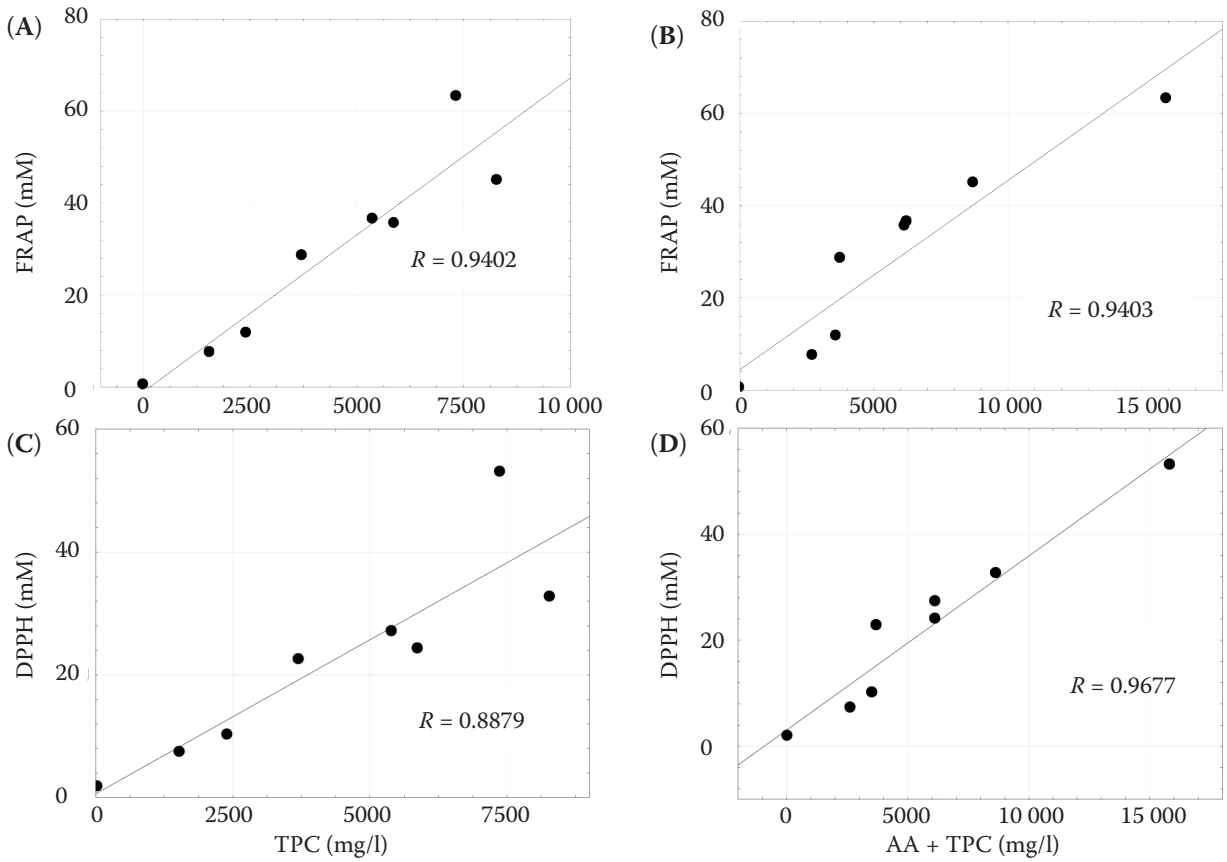 (A)
80
60
40
20
0
FRAP (mM)
R = 0.9402
0 2500 5000 7500 10 000
(B)
80
60
40
20
0
FRAP (mM)
R = 0.9403
0 5000 10 000 15 000
(C)
60
40
20
0
DPPH (mM)
R = 0.8879
0 2500 5000 7500
TPC (mg/l)
(D)
60
40
20
0
DPPH (mM)
R = 0.9677
0 5000 10 000 15 000
AA + TPC (mg/l)